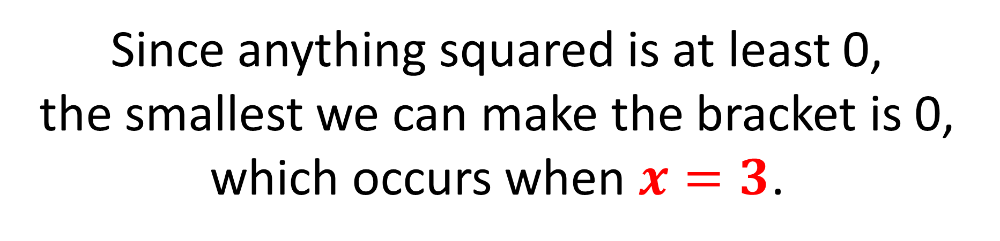 Since anything squared is at least 0,
the smallest we can make the bracket is 0,
which occurs when x = 3.